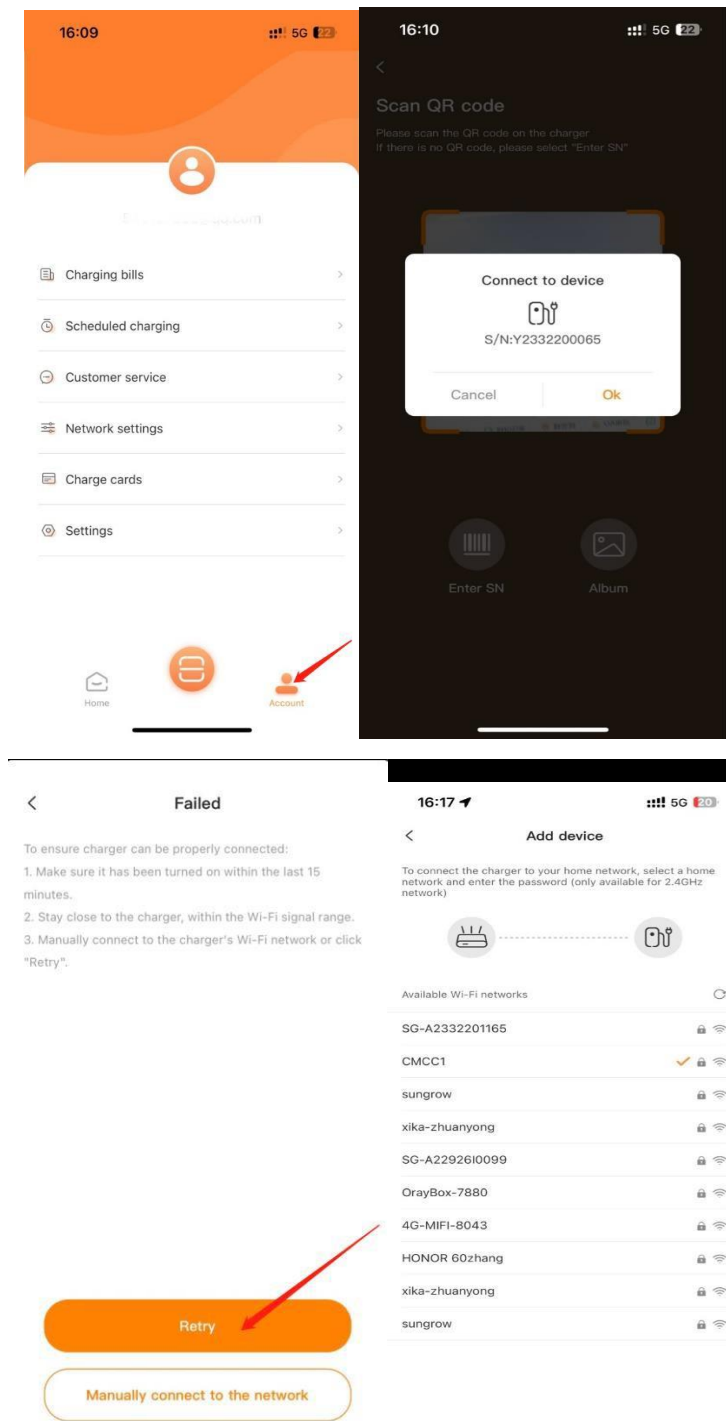 16:09
5G 22
Charging bills
Scheduled charging
Customer service
Network settings
Charge cards
Settings
Home
Account
16:10
5G 22
Scan QR code
Please scan the QR code on the charger
If there is no QR code, please select "Enter SN"
Connect to device
S/N:Y2332200065
Cancel
Ok
Enter SN
Album
Failed
To ensure charger can be properly connected:
1. Make sure it has been turned on within the last 15
minutes.
2. Stay close to the charger, within the Wi-Fi signal range.
3. Manually connect to the charger's Wi-Fi network or click
"Retry".
Retry
Manually connect to the network
16:17
5G 20
Add device
To connect the charger to your home network, select a home
network and enter the password (only available for 2.4GHz
network)
Available Wi-Fi networks
SG-A2332201165
CMCC1
sungrow
xika-zhuanyong
SG-A22926I0099
OrayBox-7880
4G-MIFI-8043
HONOR 60zhang
xika-zhuanyong
sungrow